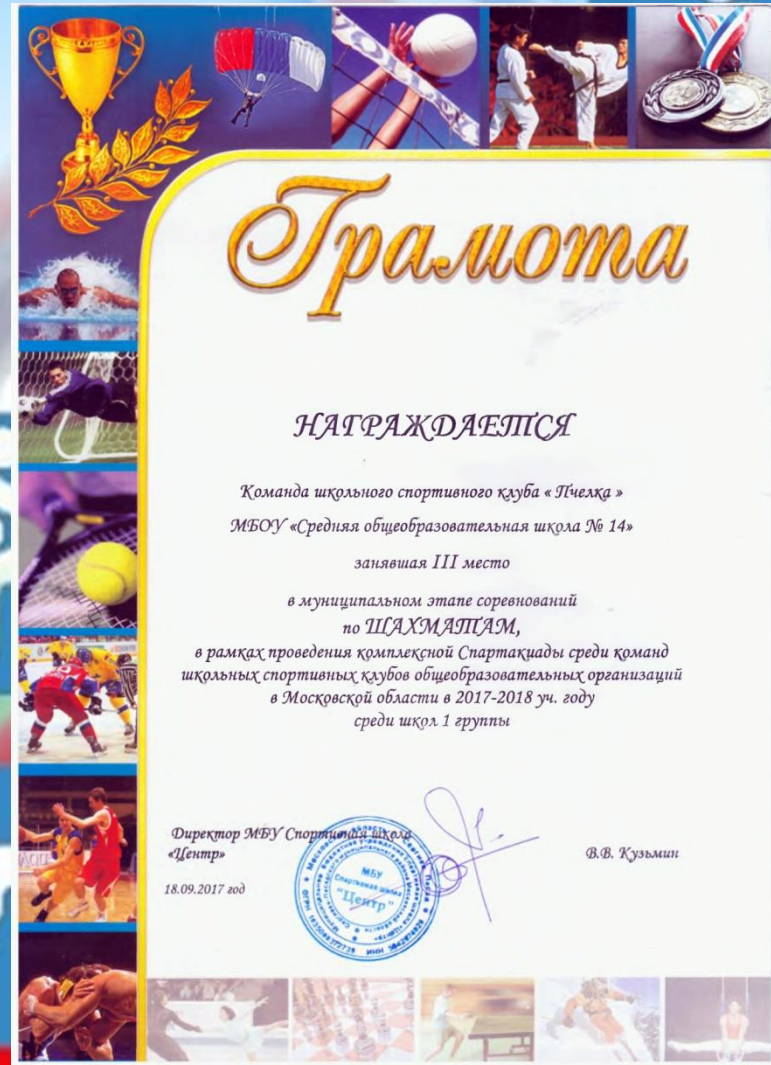 Грамота
НАГРАЖДАЕТСЯ
Команда школьного спортивного клуба « Пчелка »
МБОУ «Средняя общеобразовательная школа № 14»
занявшая III место
в муниципальном этапе соревнований
по ШАХМАТАМ,
в рамках проведения комплексной Спартакиады среди команд
школьных спортивных клубов общеобразовательных организаций
в Московской области в 2017-2018 уч. году
среди школ 1 группы
Директор МБУ Спортивная школа
«Центр»
В.В. Кузьмин
18.09.2017 год
МБУ
Спортивная школа
"Центр"